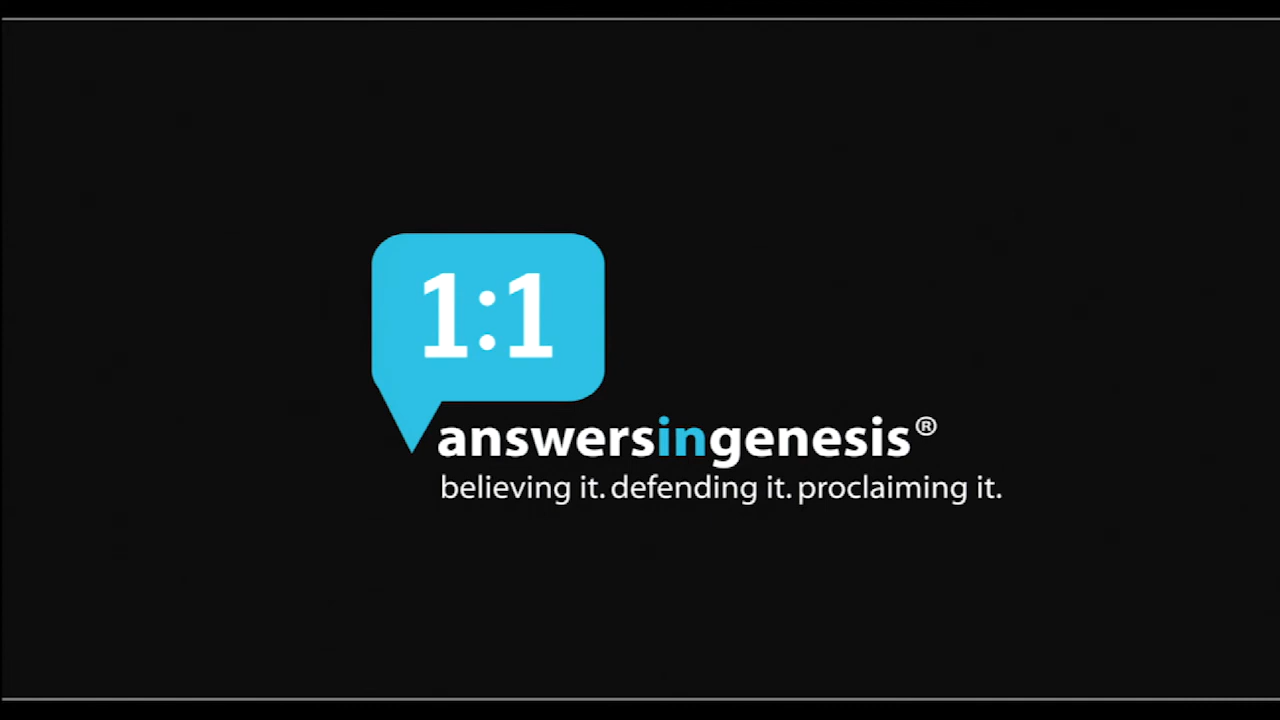 1:1
answersingenesis®
believing it. defending it. proclaiming it.